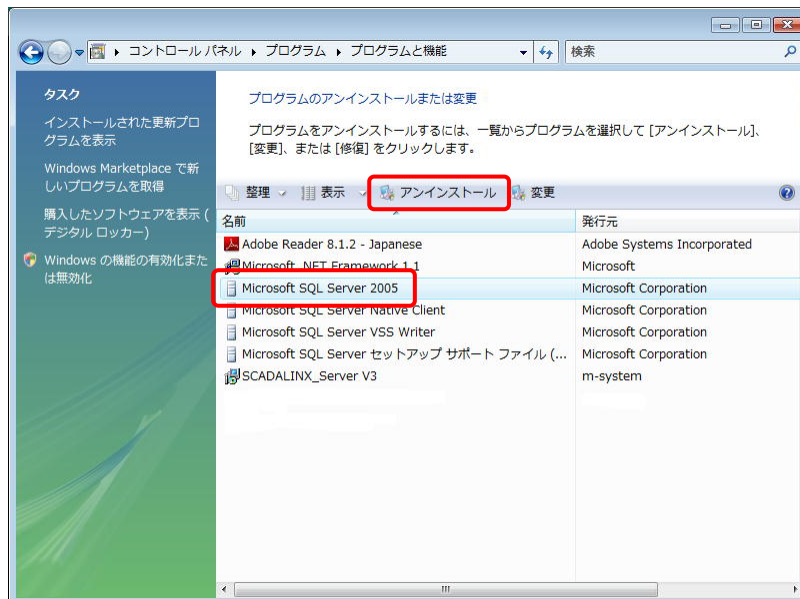 コントロール パネル ▸ プログラム ▸ プログラムと機能
検索
タスク
インストールされた更新プロ
グラムを表示
Windows Marketplace で新
しいプログラムを取得
購入したソフトウェアを表示 (
デジタル ロッカー)
Windows の機能の有効化また
は無効化
プログラムのアンインストールまたは変更
プログラムをアンインストールするには、一覧からプログラムを選択して [アンインストール]、
[変更]、または [修復] をクリックします。
整理 表示 アンインストール 変更
名前 発行元
Adobe Reader 8.1.2 - Japanese Adobe Systems Incorporated
Microsoft .NET Framework 1.1 Microsoft
Microsoft SQL Server 2005 Microsoft Corporation
Microsoft SQL Server Native Client Microsoft Corporation
Microsoft SQL Server VSS Writer Microsoft Corporation
Microsoft SQL Server セットアップ サポート ファイル (... Microsoft Corporation
SCADALINX_Server V3 m-system